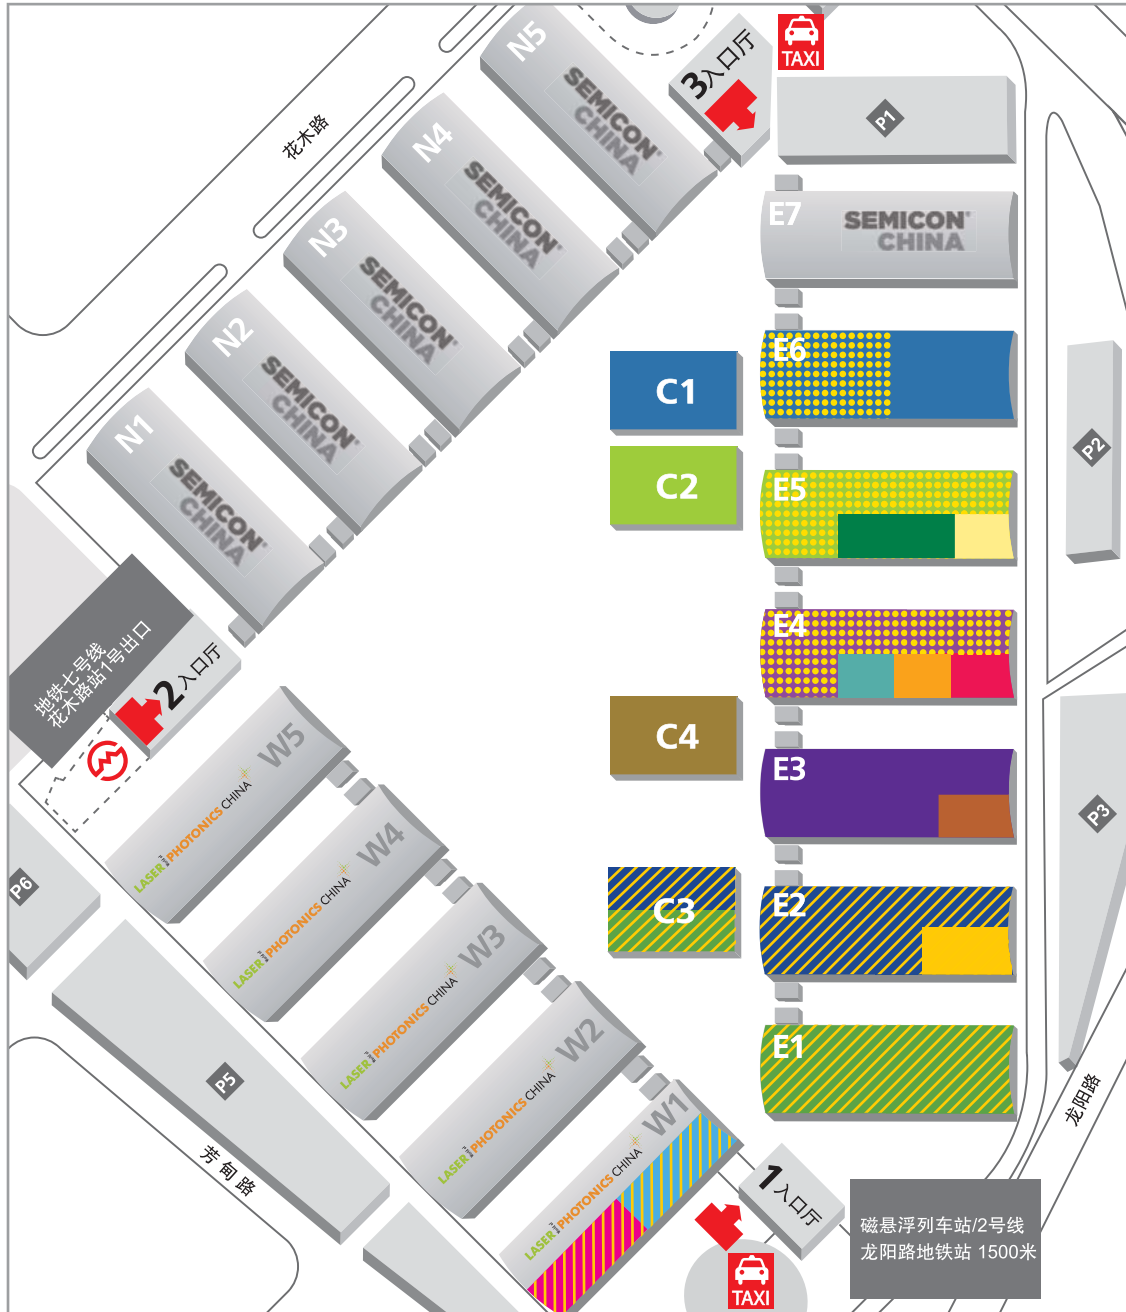 N5
SEMICON
CHINA
3入口厅
TAXI
P1
花木路
N4
SEMICON
CHINA
E7
SEMICON
CHINA
N3
SEMICON
CHINA
N2
SEMICON
CHINA
E6
C1
N1
SEMICON
CHINA
P2
C2
E5
地铁七号线
花木路站1号出口
2入口厅
E4
C4
W5
LASER PHOTONICS CHINA
E3
P3
W4
LASER PHOTONICS CHINA
P6
C3
E2
W3
LASER PHOTONICS CHINA
W2
LASER PHOTONICS CHINA
E1
P5
龙阳路
W1
LASER PHOTONICS CHINA
芳甸路
1入口厅
磁悬浮列车站/2号线
龙阳路地铁站 1500米
TAXI